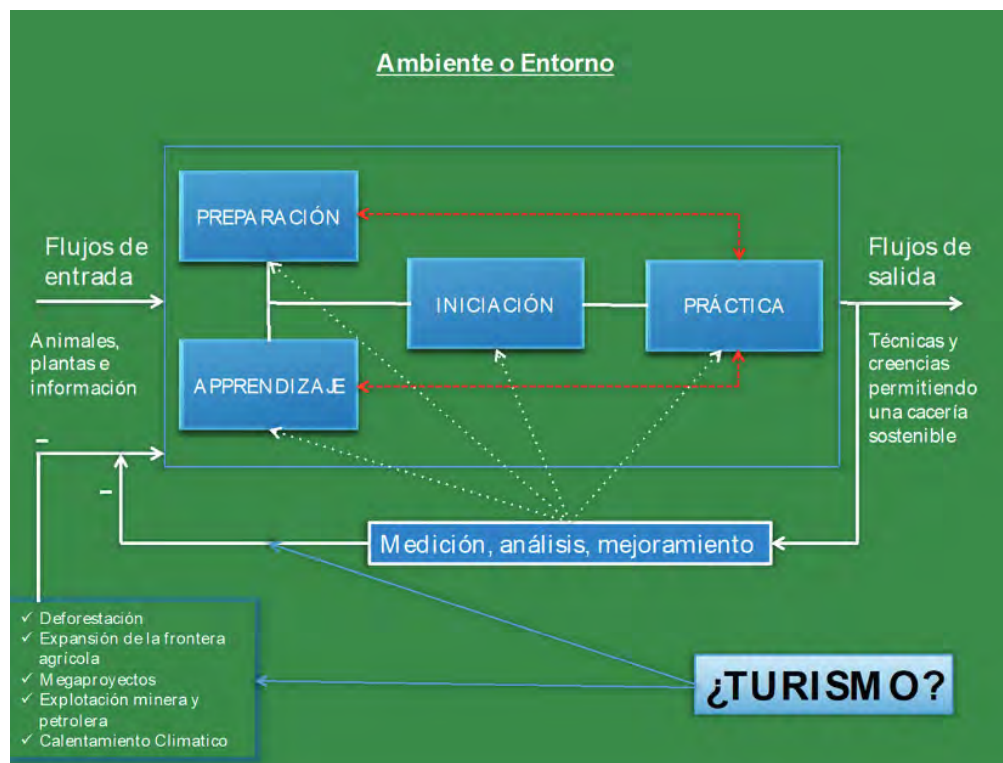 Ambiente o Entorno
PREPARACIÓN
Flujos de
entrada
Flujos de
salida
INICIACIÓN
PRÁCTICA
Animales,
plantas e
información
Técnicas y
creencias
permitiendo
una cacería
sostenible
APPRENDIZAJE
–
–
Medición, análisis, mejoramiento
✓ Deforestación
✓ Expansión de la frontera
agrícola
✓ Megaproyectos
✓ Explotación minera y
petrolera
✓ Calentamiento Climatico
¿TURISMO?